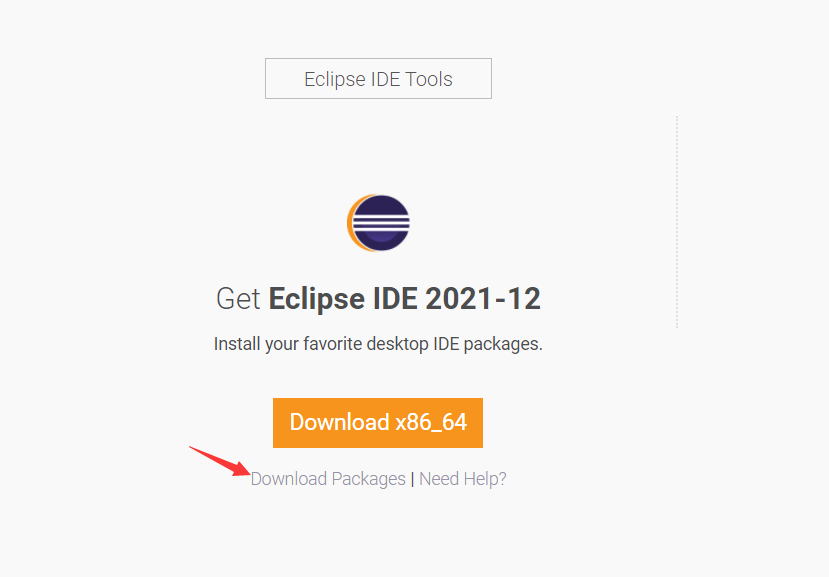 Eclipse IDE Tools
Get Eclipse IDE 2021-12
Install your favorite desktop IDE packages.
Download x86_64
Download Packages | Need Help?